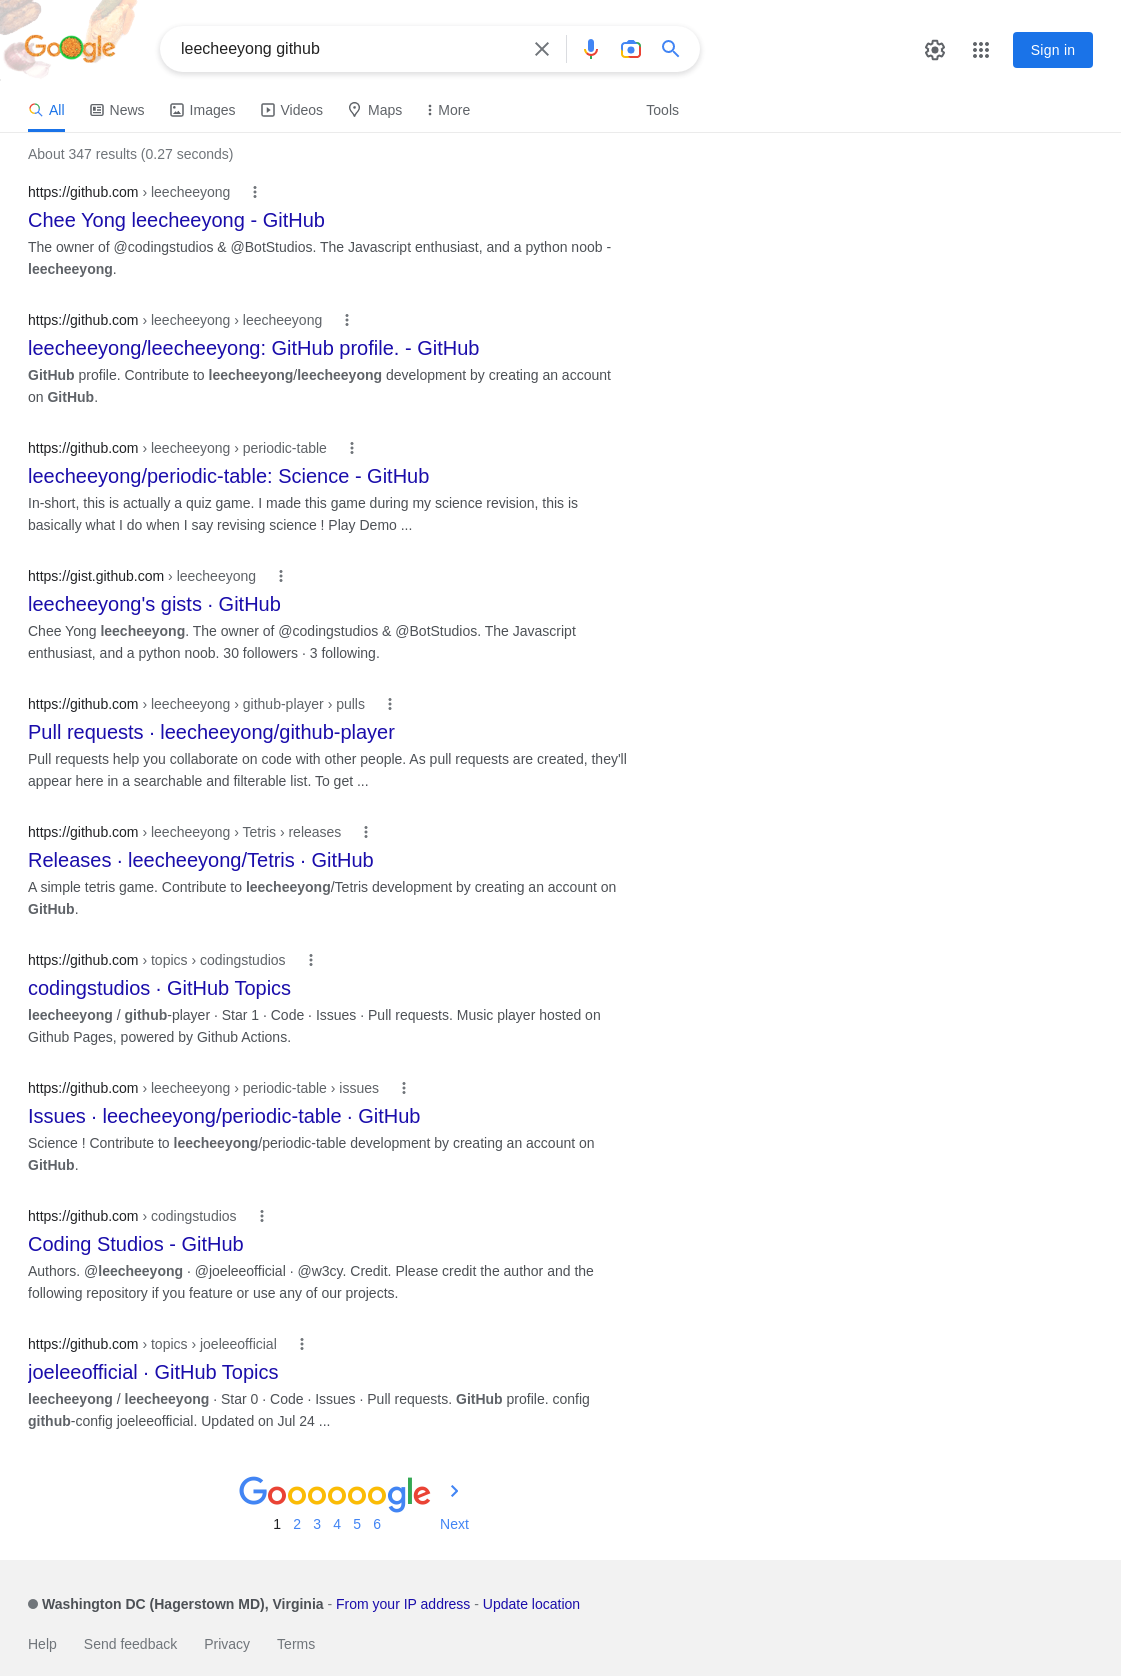 Google
leecheeyong github
Sign in
All News Images Videos Maps More Tools
About 347 results (0.27 seconds)
https://github.com › leecheeyong
Chee Yong leecheeyong - GitHub
The owner of @codingstudios & @BotStudios. The Javascript enthusiast, and a python noob -
leecheeyong.
https://github.com › leecheeyong › leecheeyong
leecheeyong/leecheeyong: GitHub profile. - GitHub
GitHub profile. Contribute to leecheeyong/leecheeyong development by creating an account
on GitHub.
https://github.com › leecheeyong › periodic-table
leecheeyong/periodic-table: Science - GitHub
In-short, this is actually a quiz game. I made this game during my science revision, this is
basically what I do when I say revising science ! Play Demo ...
https://gist.github.com › leecheeyong
leecheeyong's gists · GitHub
Chee Yong leecheeyong. The owner of @codingstudios & @BotStudios. The Javascript
enthusiast, and a python noob. 30 followers · 3 following.
https://github.com › leecheeyong › github-player › pulls
Pull requests · leecheeyong/github-player
Pull requests help you collaborate on code with other people. As pull requests are created, they'll
appear here in a searchable and filterable list. To get ...
https://github.com › leecheeyong › Tetris › releases
Releases · leecheeyong/Tetris · GitHub
A simple tetris game. Contribute to leecheeyong/Tetris development by creating an account on
GitHub.
https://github.com › topics › codingstudios
codingstudios · GitHub Topics
leecheeyong / github-player · Star 1 · Code · Issues · Pull requests. Music player hosted on
Github Pages, powered by Github Actions.
https://github.com › leecheeyong › periodic-table › issues
Issues · leecheeyong/periodic-table · GitHub
Science ! Contribute to leecheeyong/periodic-table development by creating an account on
GitHub.
https://github.com › codingstudios
Coding Studios - GitHub
Authors. @leecheeyong · @joeleeofficial · @w3cy. Credit. Please credit the author and the
following repository if you feature or use any of our projects.
https://github.com › topics › joeleeofficial
joeleeofficial · GitHub Topics
leecheeyong / leecheeyong · Star 0 · Code · Issues · Pull requests. GitHub profile. config
github-config joeleeofficial. Updated on Jul 24 ...
Goooooogle
1 2 3 4 5 6 Next
Washington DC (Hagerstown MD), Virginia - From your IP address - Update location
Help Send feedback Privacy Terms